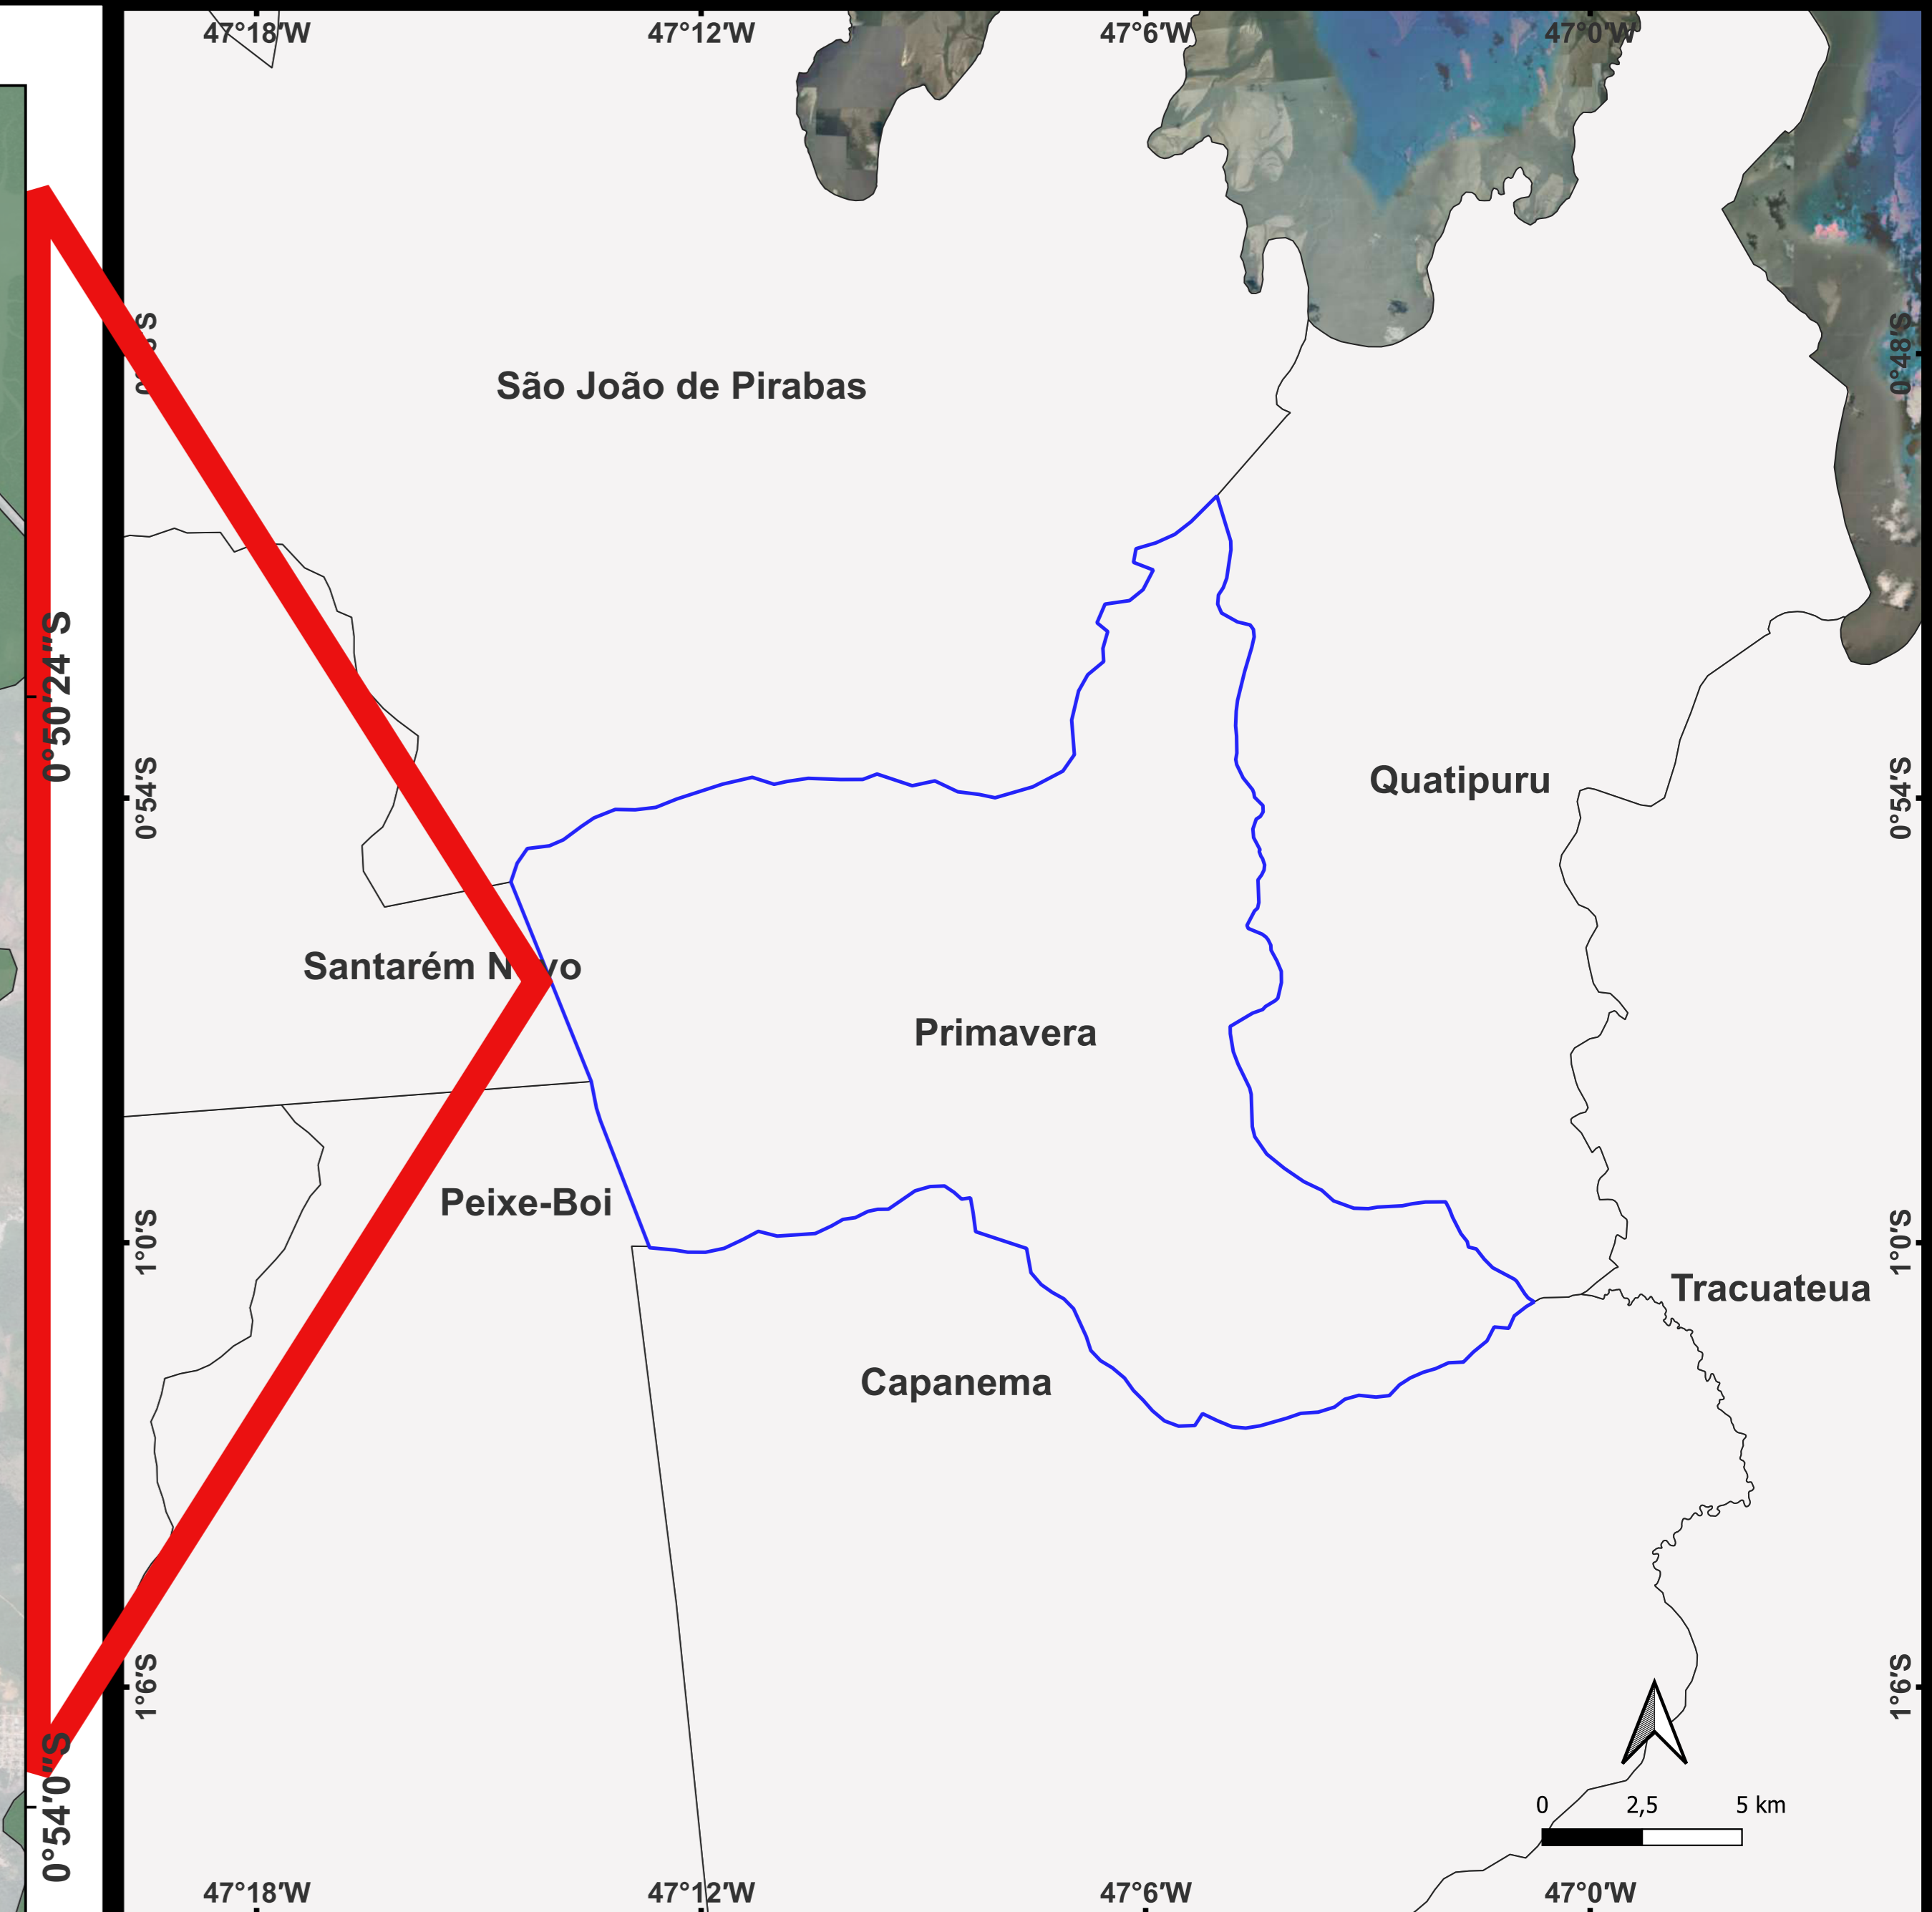 47°18′W
47°12′W
47°6′W
47°0′W
0°48′S
São João de Pirabas
0°50′24″S
0°54′S
Quatipuru
0°54′S
Santarém Novo
Primavera
Peixe-Boi
1°0′S
1°0′S
Tracuateua
Capanema
1°6′S
1°6′S
0°54′0″S
0 2,5 5 km
47°18′W
47°12′W
47°6′W
47°0′W